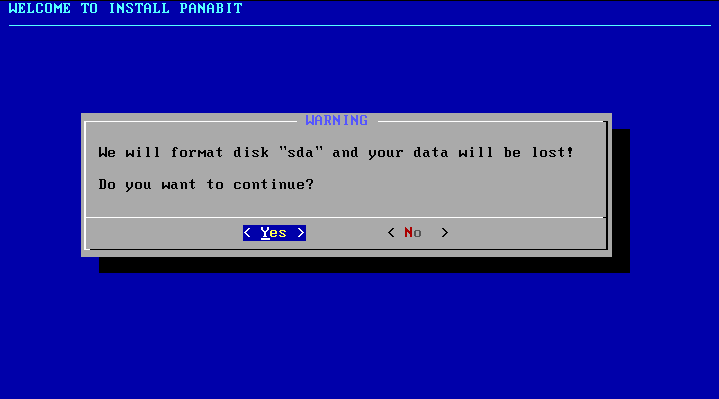 WELCOME TO INSTALL PANABIT
WARNING
We will format disk "sda" and your data will be lost!
Do you want to continue?
< Yes > < No >